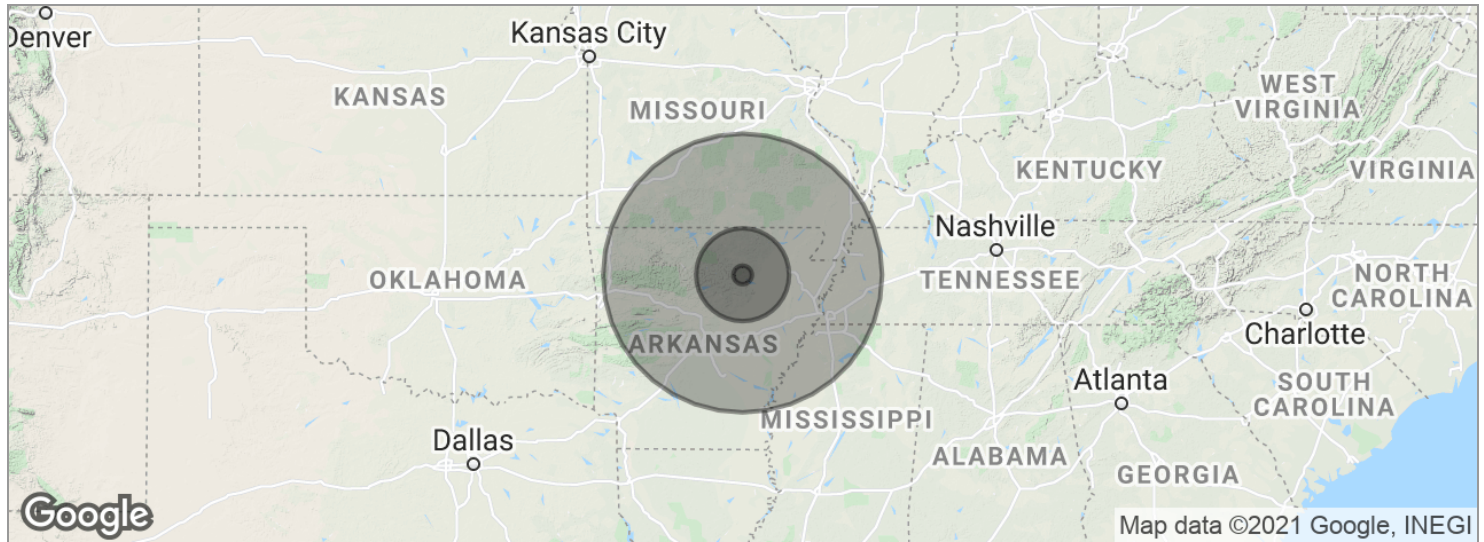 Denver
Kansas City
KANSAS
MISSOURI
WEST
VIRGINIA
KENTUCKY
VIRGINIA
Nashville
OKLAHOMA
TENNESSEE
NORTH
CAROLINA
ARKANSAS
Charlotte
Atlanta
SOUTH
CAROLINA
MISSISSIPPI
Dallas
ALABAMA
GEORGIA
Google
Map data ©2021 Google, INEGI